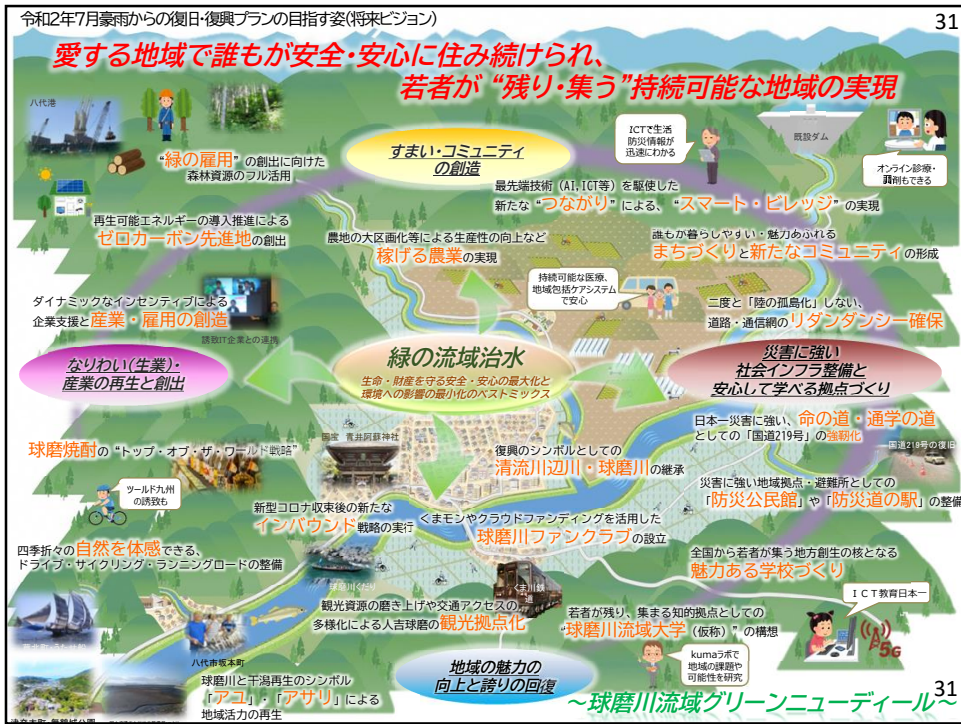 令和2年7月豪雨からの復旧・復興プランの目指す姿(将来ビジョン)
31
愛する地域で誰もが安全・安心に住み続けられ、
若者が “残り・集う”持続可能な地域の実現
八代港
“緑の雇用”の創出に向けた
森林資源のフル活用
すまい・コミュニティ
の創造
ICTで生活
防災情報が
迅速にわかる
既設ダム
オンライン診療・
調剤もできる
最先端技術（AI,ICT等）を駆使した
新たな“つながり”による、“スマート・ビレッジ”の実現
再生可能エネルギーの導入推進による
ゼロカーボン先進地の創出
農地の大区画化等による生産性の向上など
稼げる農業の実現
誰もが暮らしやすい・魅力あふれる
まちづくりと新たなコミュニティの形成
持続可能な医療、
地域包括ケアシステム
で安心
ダイナミックなインセンティブによる
企業支援と産業・雇用の創造
誘致IT企業との連携
二度と「陸の孤島化」しない、
道路・通信網のリダンダンシー確保
なりわい(生業)・
産業の再生と創出
緑の流域治水
生命・財産を守る安全・安心の最大化と
環境への影響の最小化のベストミックス
災害に強い
社会インフラ整備と
安心して学べる拠点づくり
日本一災害に強い、命の道・通学の道
としての「国道219号」の強靭化
国道219号の復旧
球磨焼酎の“トップ・オブ・ザ・ワールド戦略”
国宝 青井阿蘇神社
復興のシンボルとしての
清流川辺川・球磨川の継承
災害に強い地域拠点・避難所としての
「防災公民館」や「防災道の駅」の整備
ツールド九州
の誘致も
新型コロナ収束後の新たな
インバウンド戦略の実行
くまモンやクラウドファンディングを活用した
球磨川ファンクラブの設立
四季折々の自然を体感できる、
ドライブ・サイクリング・ランニングロードの整備
全国から若者が集う地方創生の核となる
魅力ある学校づくり
球磨川くだり
くま川鉄道
観光資源の磨き上げや交通アクセスの
多様化による人吉球磨の観光拠点化
若者が残り、集まる知的拠点としての
“球磨川流域大学（仮称）”の構想
ＩＣＴ教育日本一
5G
八代市坂本町
球磨川と干潟再生のシンボル
「アユ」・「アサリ」による
地域活力の再生
地域の魅力の
向上と誇りの回復
kumaラボで
地域の課題や
可能性を研究
～球磨川流域グリーンニューディール～
31